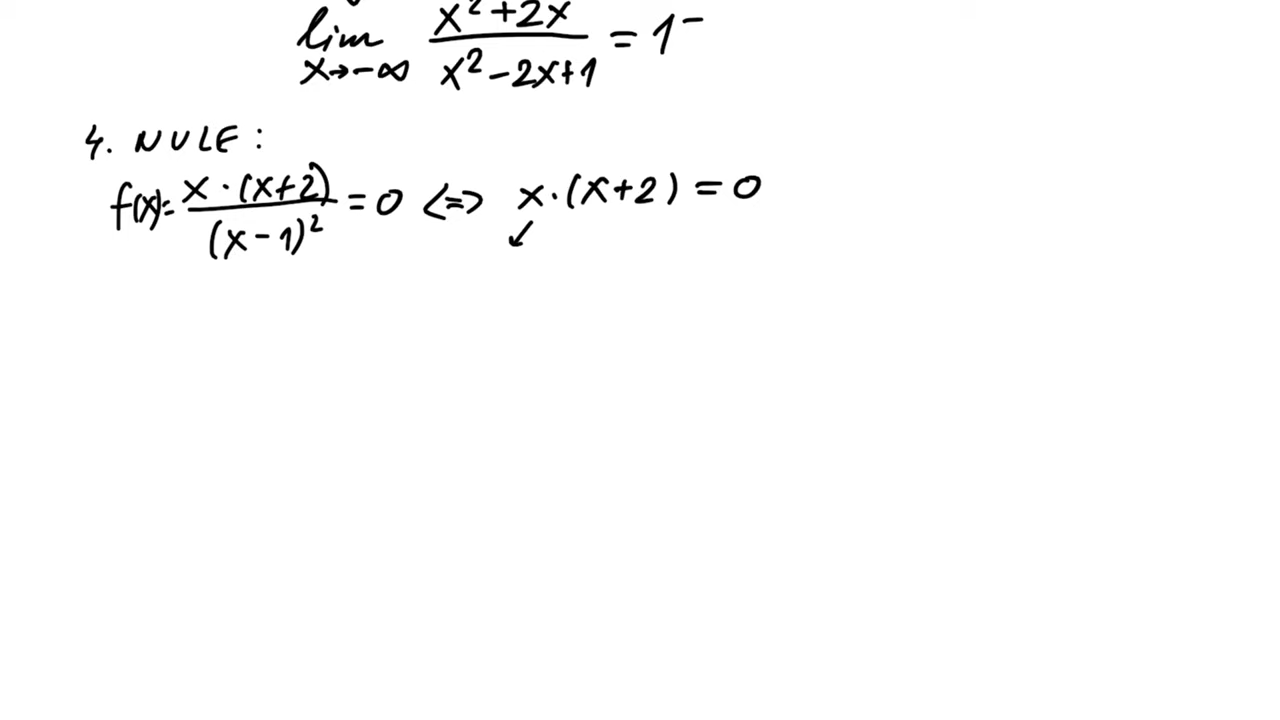 lim x→-∞ x²+2x / x²-2x+1 = 1⁻
4. NULE:
f(x)= x·(x+2) / (x-1)² = 0 <=> x·(x+2) = 0
↙